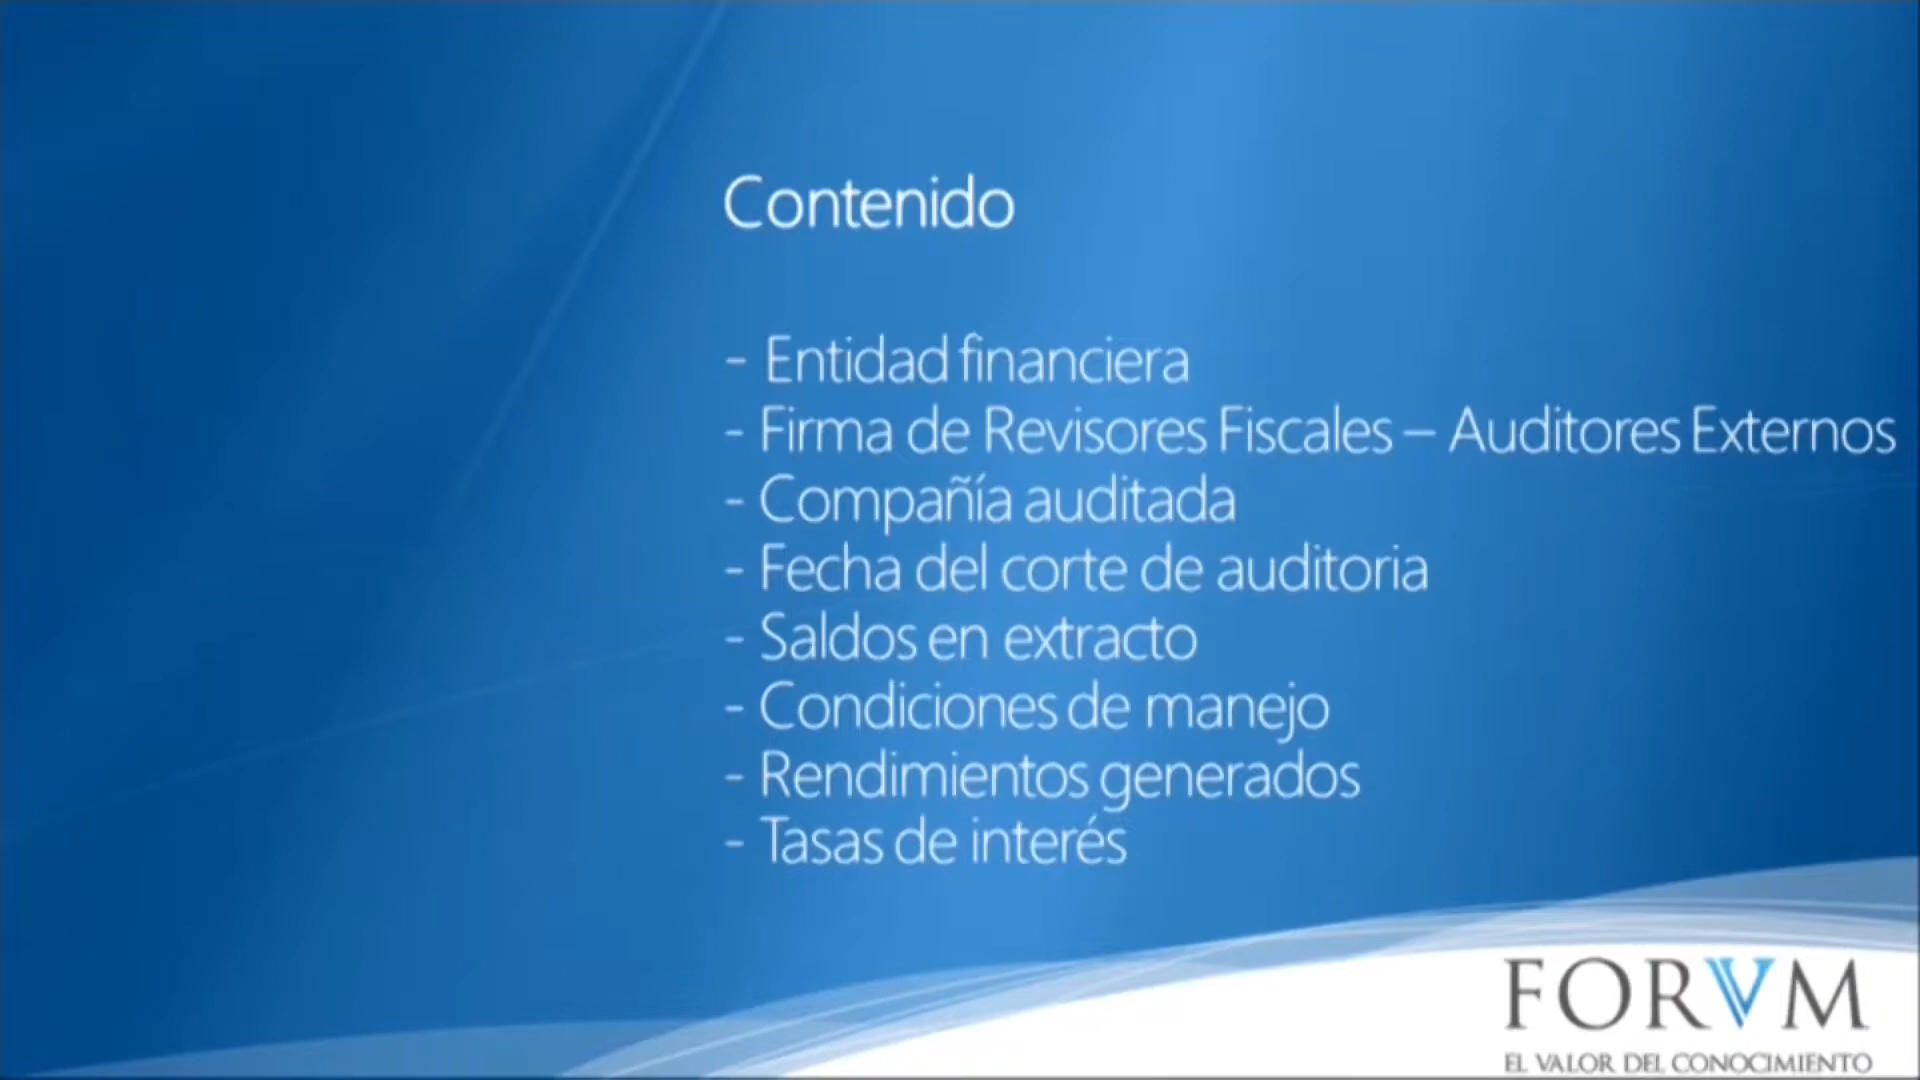 Contenido
- Entidad financiera
- Firma de Revisores Fiscales – Auditores Externos
- Compañía auditada
- Fecha del corte de auditoria
- Saldos en extracto
- Condiciones de manejo
- Rendimientos generados
- Tasas de interés
FORVM
EL VALOR DEL CONOCIMIENTO